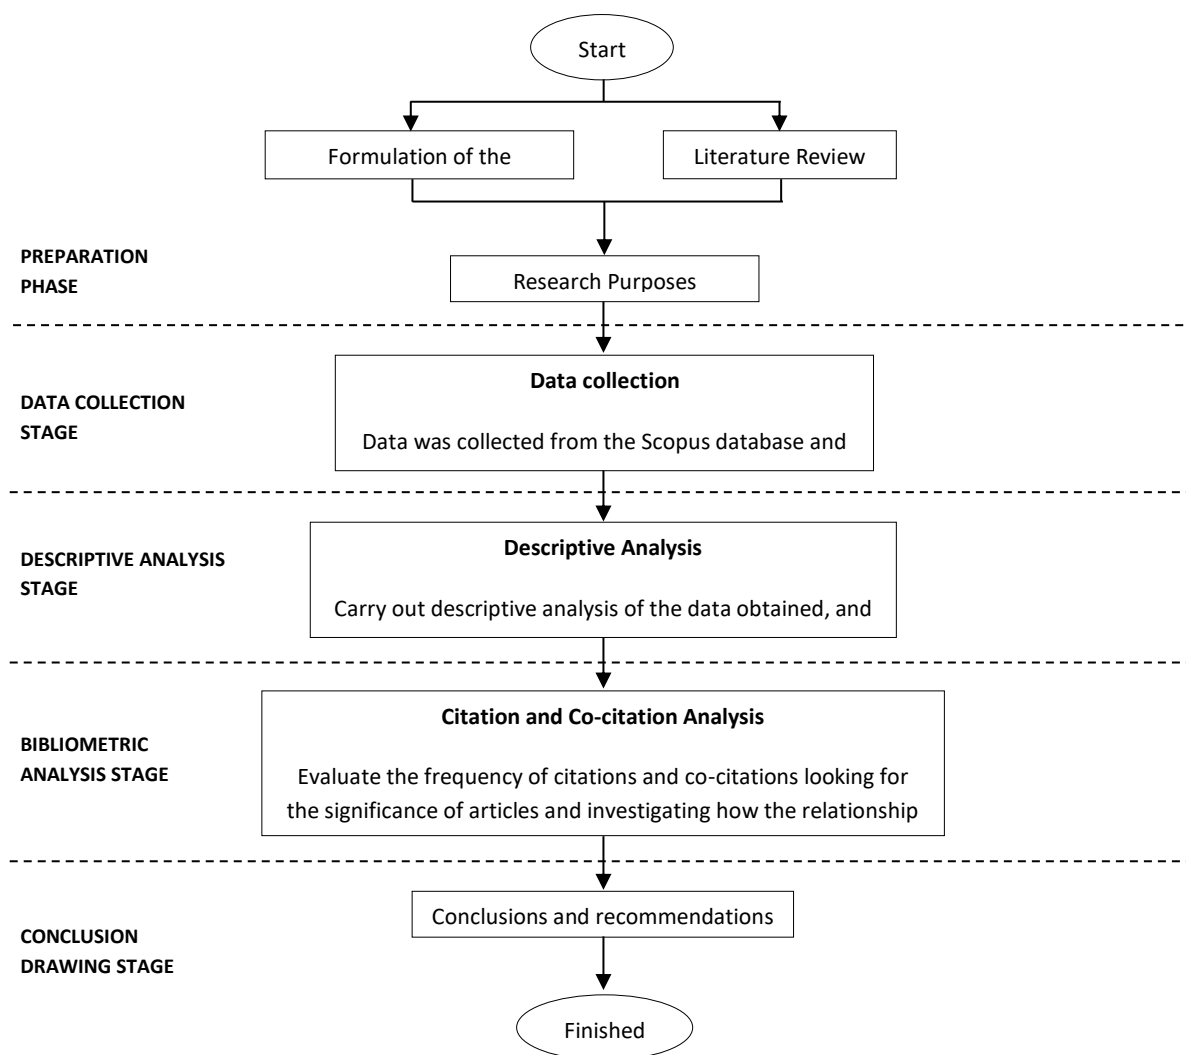 Start
Formulation of the
Literature Review
PREPARATION
PHASE
Research Purposes
DATA COLLECTION
STAGE
Data collection
Data was collected from the Scopus database and
DESCRIPTIVE ANALYSIS
STAGE
Descriptive Analysis
Carry out descriptive analysis of the data obtained, and
BIBLIOMETRIC
ANALYSIS STAGE
Citation and Co-citation Analysis
Evaluate the frequency of citations and co-citations looking for
the significance of articles and investigating how the relationship
CONCLUSION
DRAWING STAGE
Conclusions and recommendations
Finished